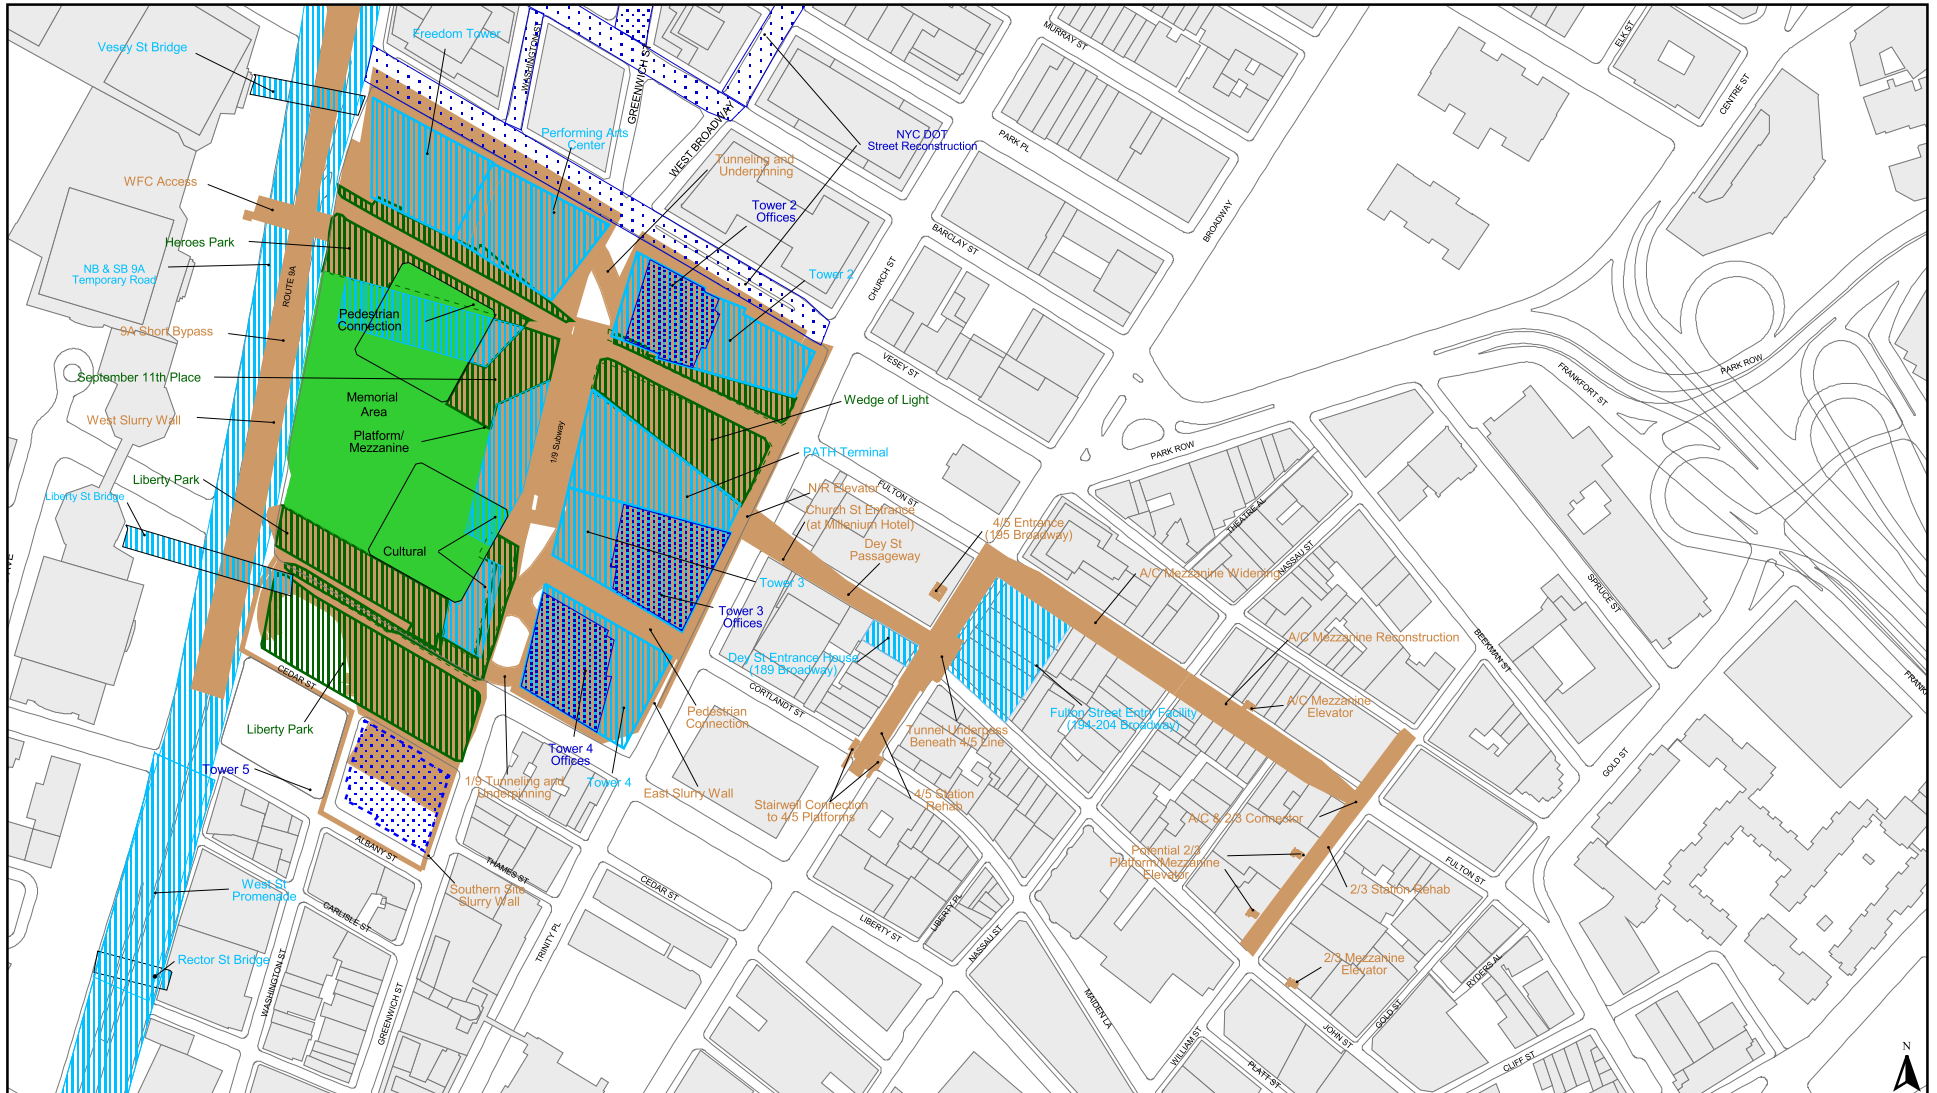 Vesey St Bridge
Freedom Tower
WASHINGTON ST
GREENWICH ST
WEST BROADWAY
MURRAY ST
ELK ST
CENTRE ST
Performing Arts
Center
NYC DOT
Street Reconstruction
PARK PL
Tunneling and
Underpinning
WFC Access
Tower 2
Offices
BROADWAY
BARCLAY ST
Heroes Park
NB & SB 9A
Temporary Road
ROUTE 9A
Tower 2
CHURCH ST
Pedestrian
Connection
9A Short Bypass
VESEY ST
PARK ROW
FRANKFORT ST
September 11th Place
Memorial
Area
Wedge of Light
West Slurry Wall
Platform/
Mezzanine
1/9 Subway
PATH Terminal
PARK ROW
Liberty Park
Liberty St Bridge
N/R Elevator
FULTON ST
Church St Entrance
(at Millenium Hotel)
THEATRE AL
4/5 Entrance
(195 Broadway)
Dey St
Passageway
Cultural
NASSAU ST
AVE
A/C Mezzanine Widening
SPRUCE ST
Tower 3
Tower 3
Offices
A/C Mezzanine Reconstruction
BEEKMAN ST
Dey St Entrance House
(189 Broadway)
CEDAR ST
CORTLANDT ST
Pedestrian
Connection
A/C Mezzanine
Elevator
Fulton Street Entry Facility
(194-204 Broadway)
Liberty Park
Tunnel Underpass
Beneath 4/5 Line
Tower 4
Offices
GOLD ST
Tower 5
1/9 Tunneling and
Underpinning
Tower 4
East Slurry Wall
Stairwell Connection
to 4/5 Platforms
4/5 Station
Rehab
A/C & 2/3 Connector
ALBANY ST
THAMES ST
Potential 2/3
Platform/Mezzanine
Elevator
FULTON ST
West St
Promenade
Southern Site
Slurry Wall
CEDAR ST
2/3 Station Rehab
CARLISLE ST
LIBERTY ST
LIBERTY PL
NASSAU ST
TRINITY PL
Rector St Bridge
WASHINGTON ST
2/3 Mezzanine
Elevator
RYDERS AL
GREENWICH ST
MAIDEN LA
GOLD ST
JOHN ST
WILLIAM ST
PLATT ST
CLIFF ST
N